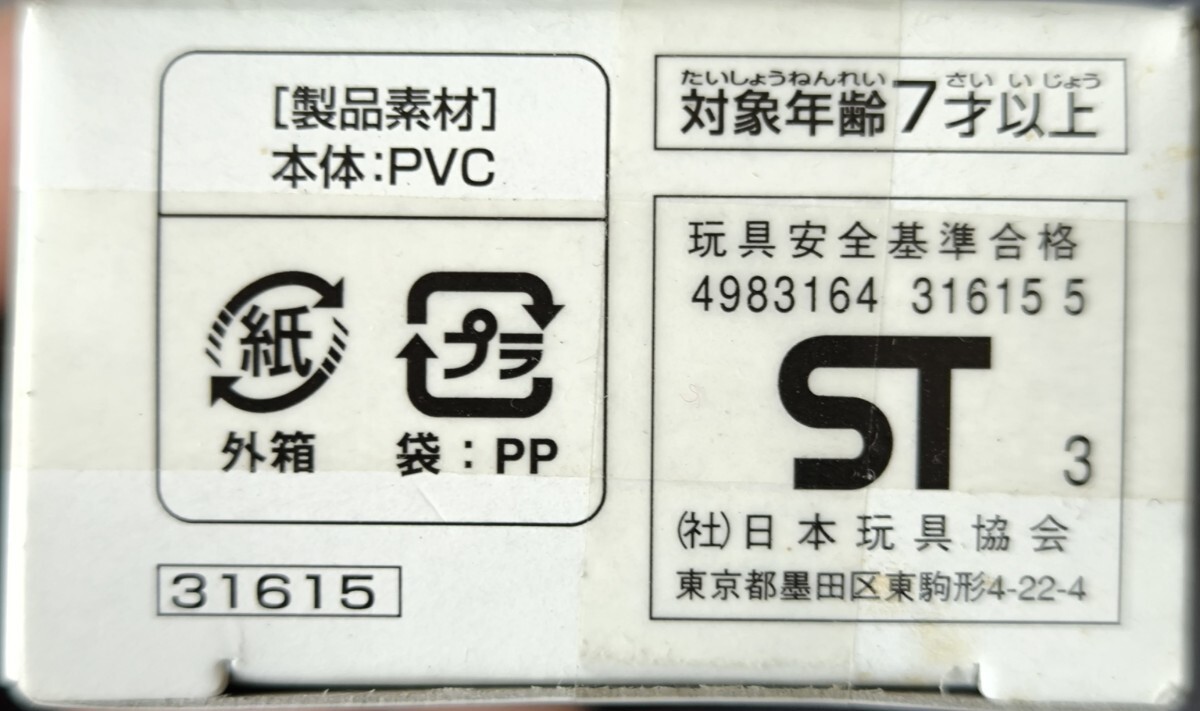 [製品素材]
本体:PVC
紙
外箱
プラ
袋:PP
31615
たいしょうねんれい さい いじょう
対象年齢7才以上
玩具安全基準合格
4983164 31615 5
ST
3
(社)日本玩具協会
東京都墨田区東駒形4-22-4